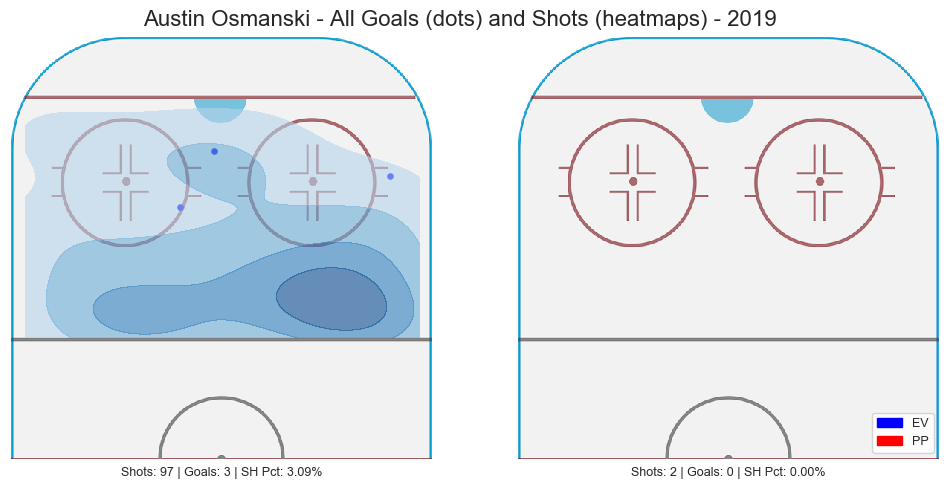 Austin Osmanski - All Goals (dots) and Shots (heatmaps) - 2019
EV
PP
Shots: 97 | Goals: 3 | SH Pct: 3.09%
Shots: 2 | Goals: 0 | SH Pct: 0.00%